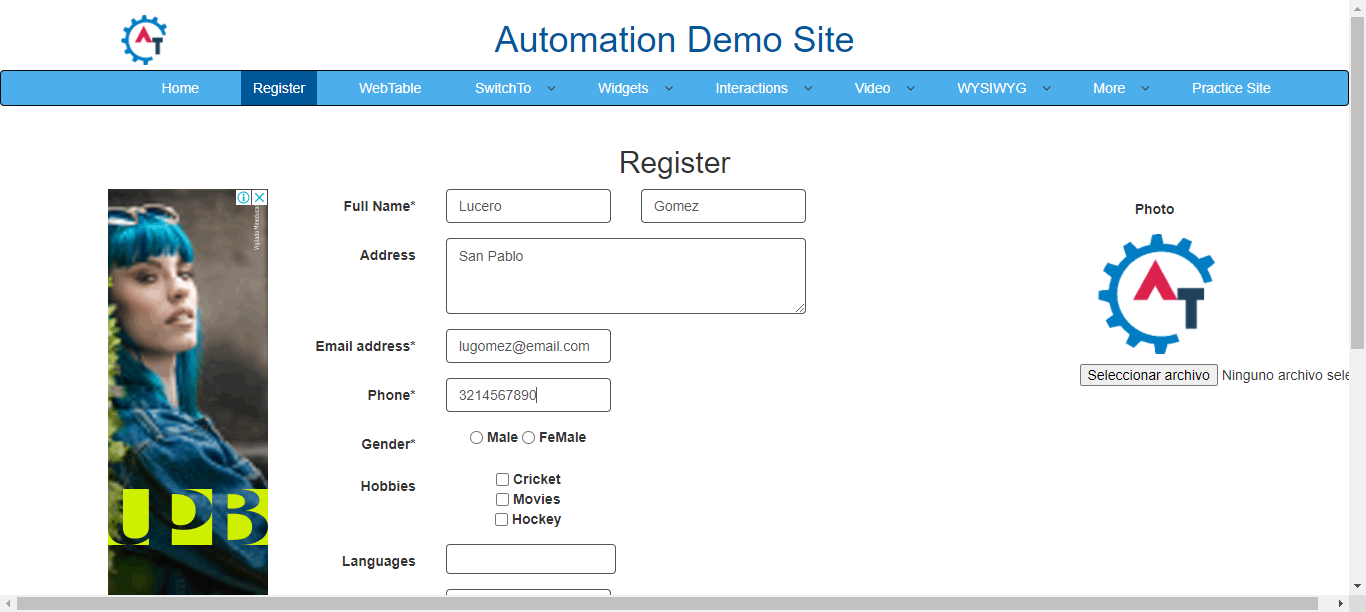 AT
Automation Demo Site
Home Register WebTable SwitchTo Widgets Interactions Video WYSIWYG More Practice Site
Register
Full Name* Lucero Gomez
Photo
Address San Pablo
AT
Email address* lugomez@email.com
Seleccionar archivo Ninguno archivo sele
Phone* 3214567890
Gender* Male FeMale
Hobbies Cricket
Movies
Hockey
UPB
Languages